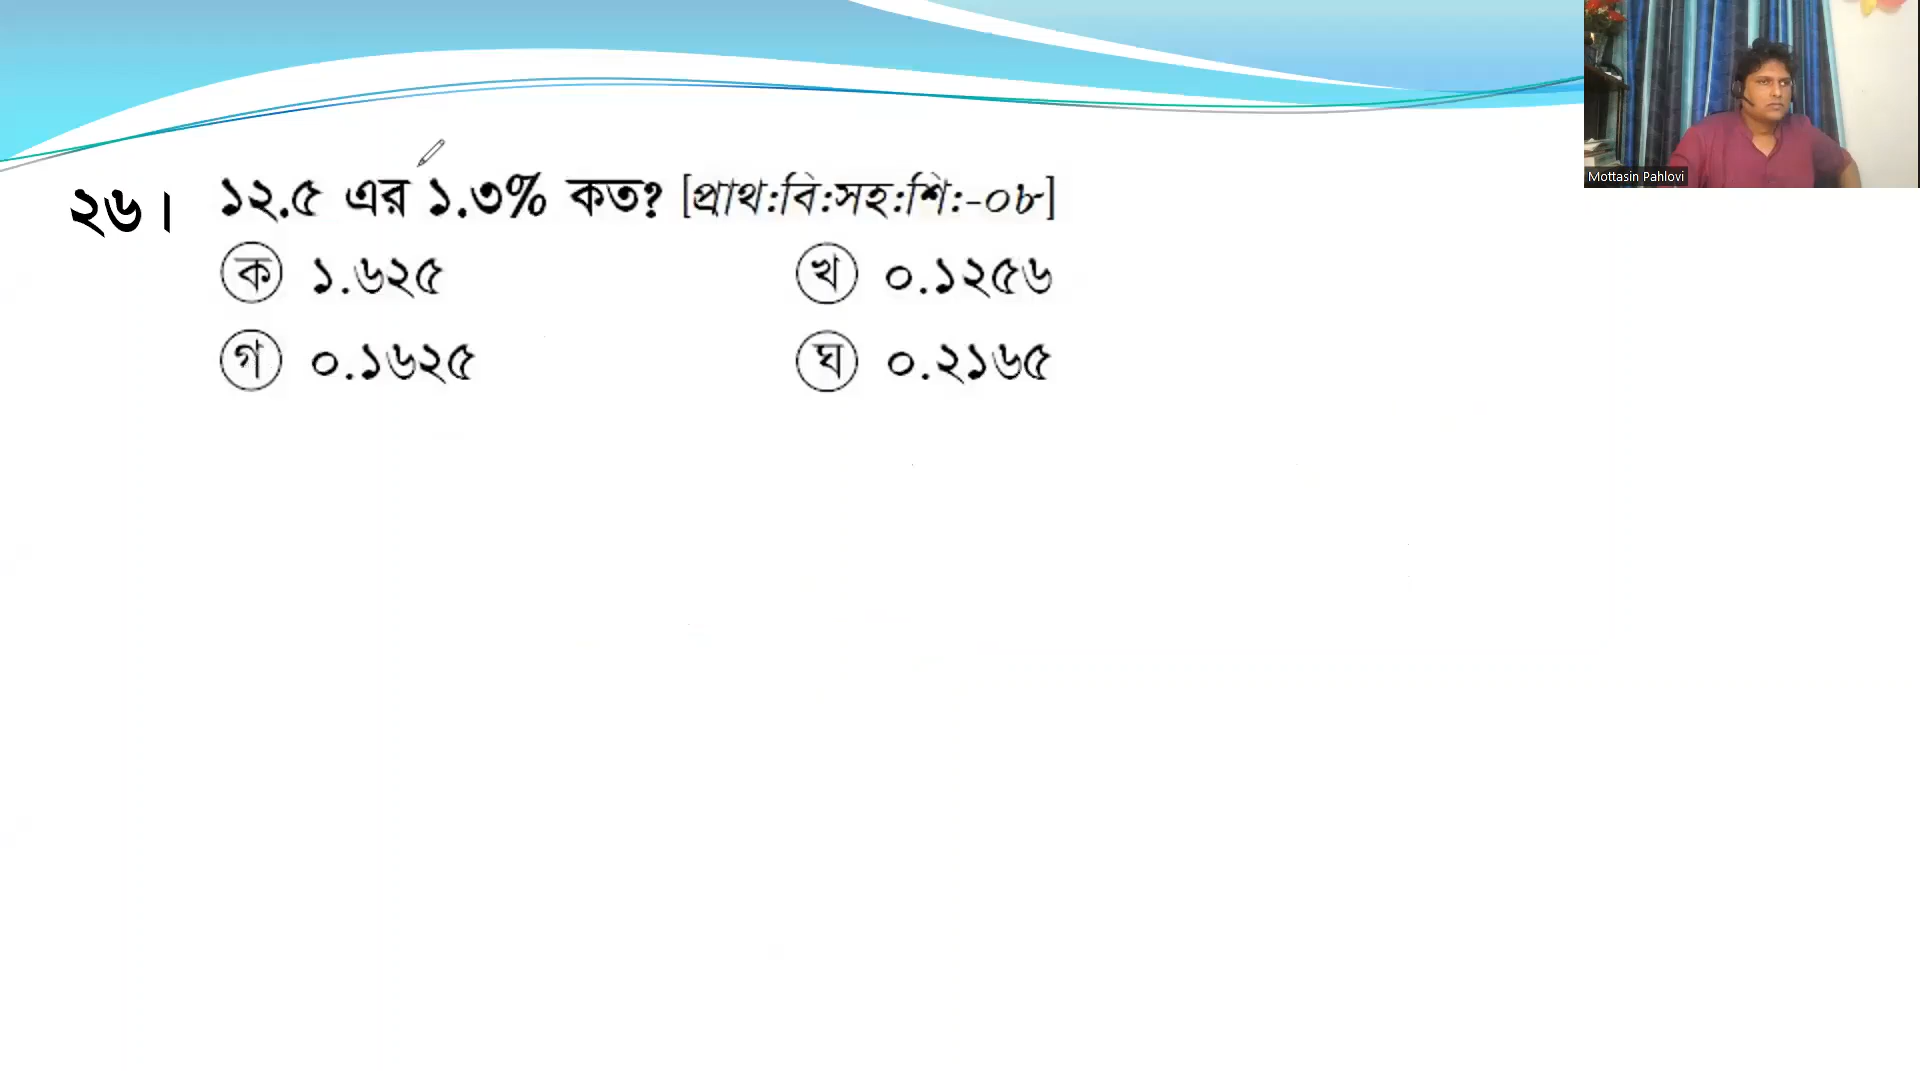 Mottasin Pahlovi
২৬। ১২.৫ এর ১.৩% কত? [প্রাথ:বি:সহ:শি:-০৮]
ক ১.৬২৫ খ ০.১২৫৬
গ ০.১৬২৫ ঘ ০.২১৬৫